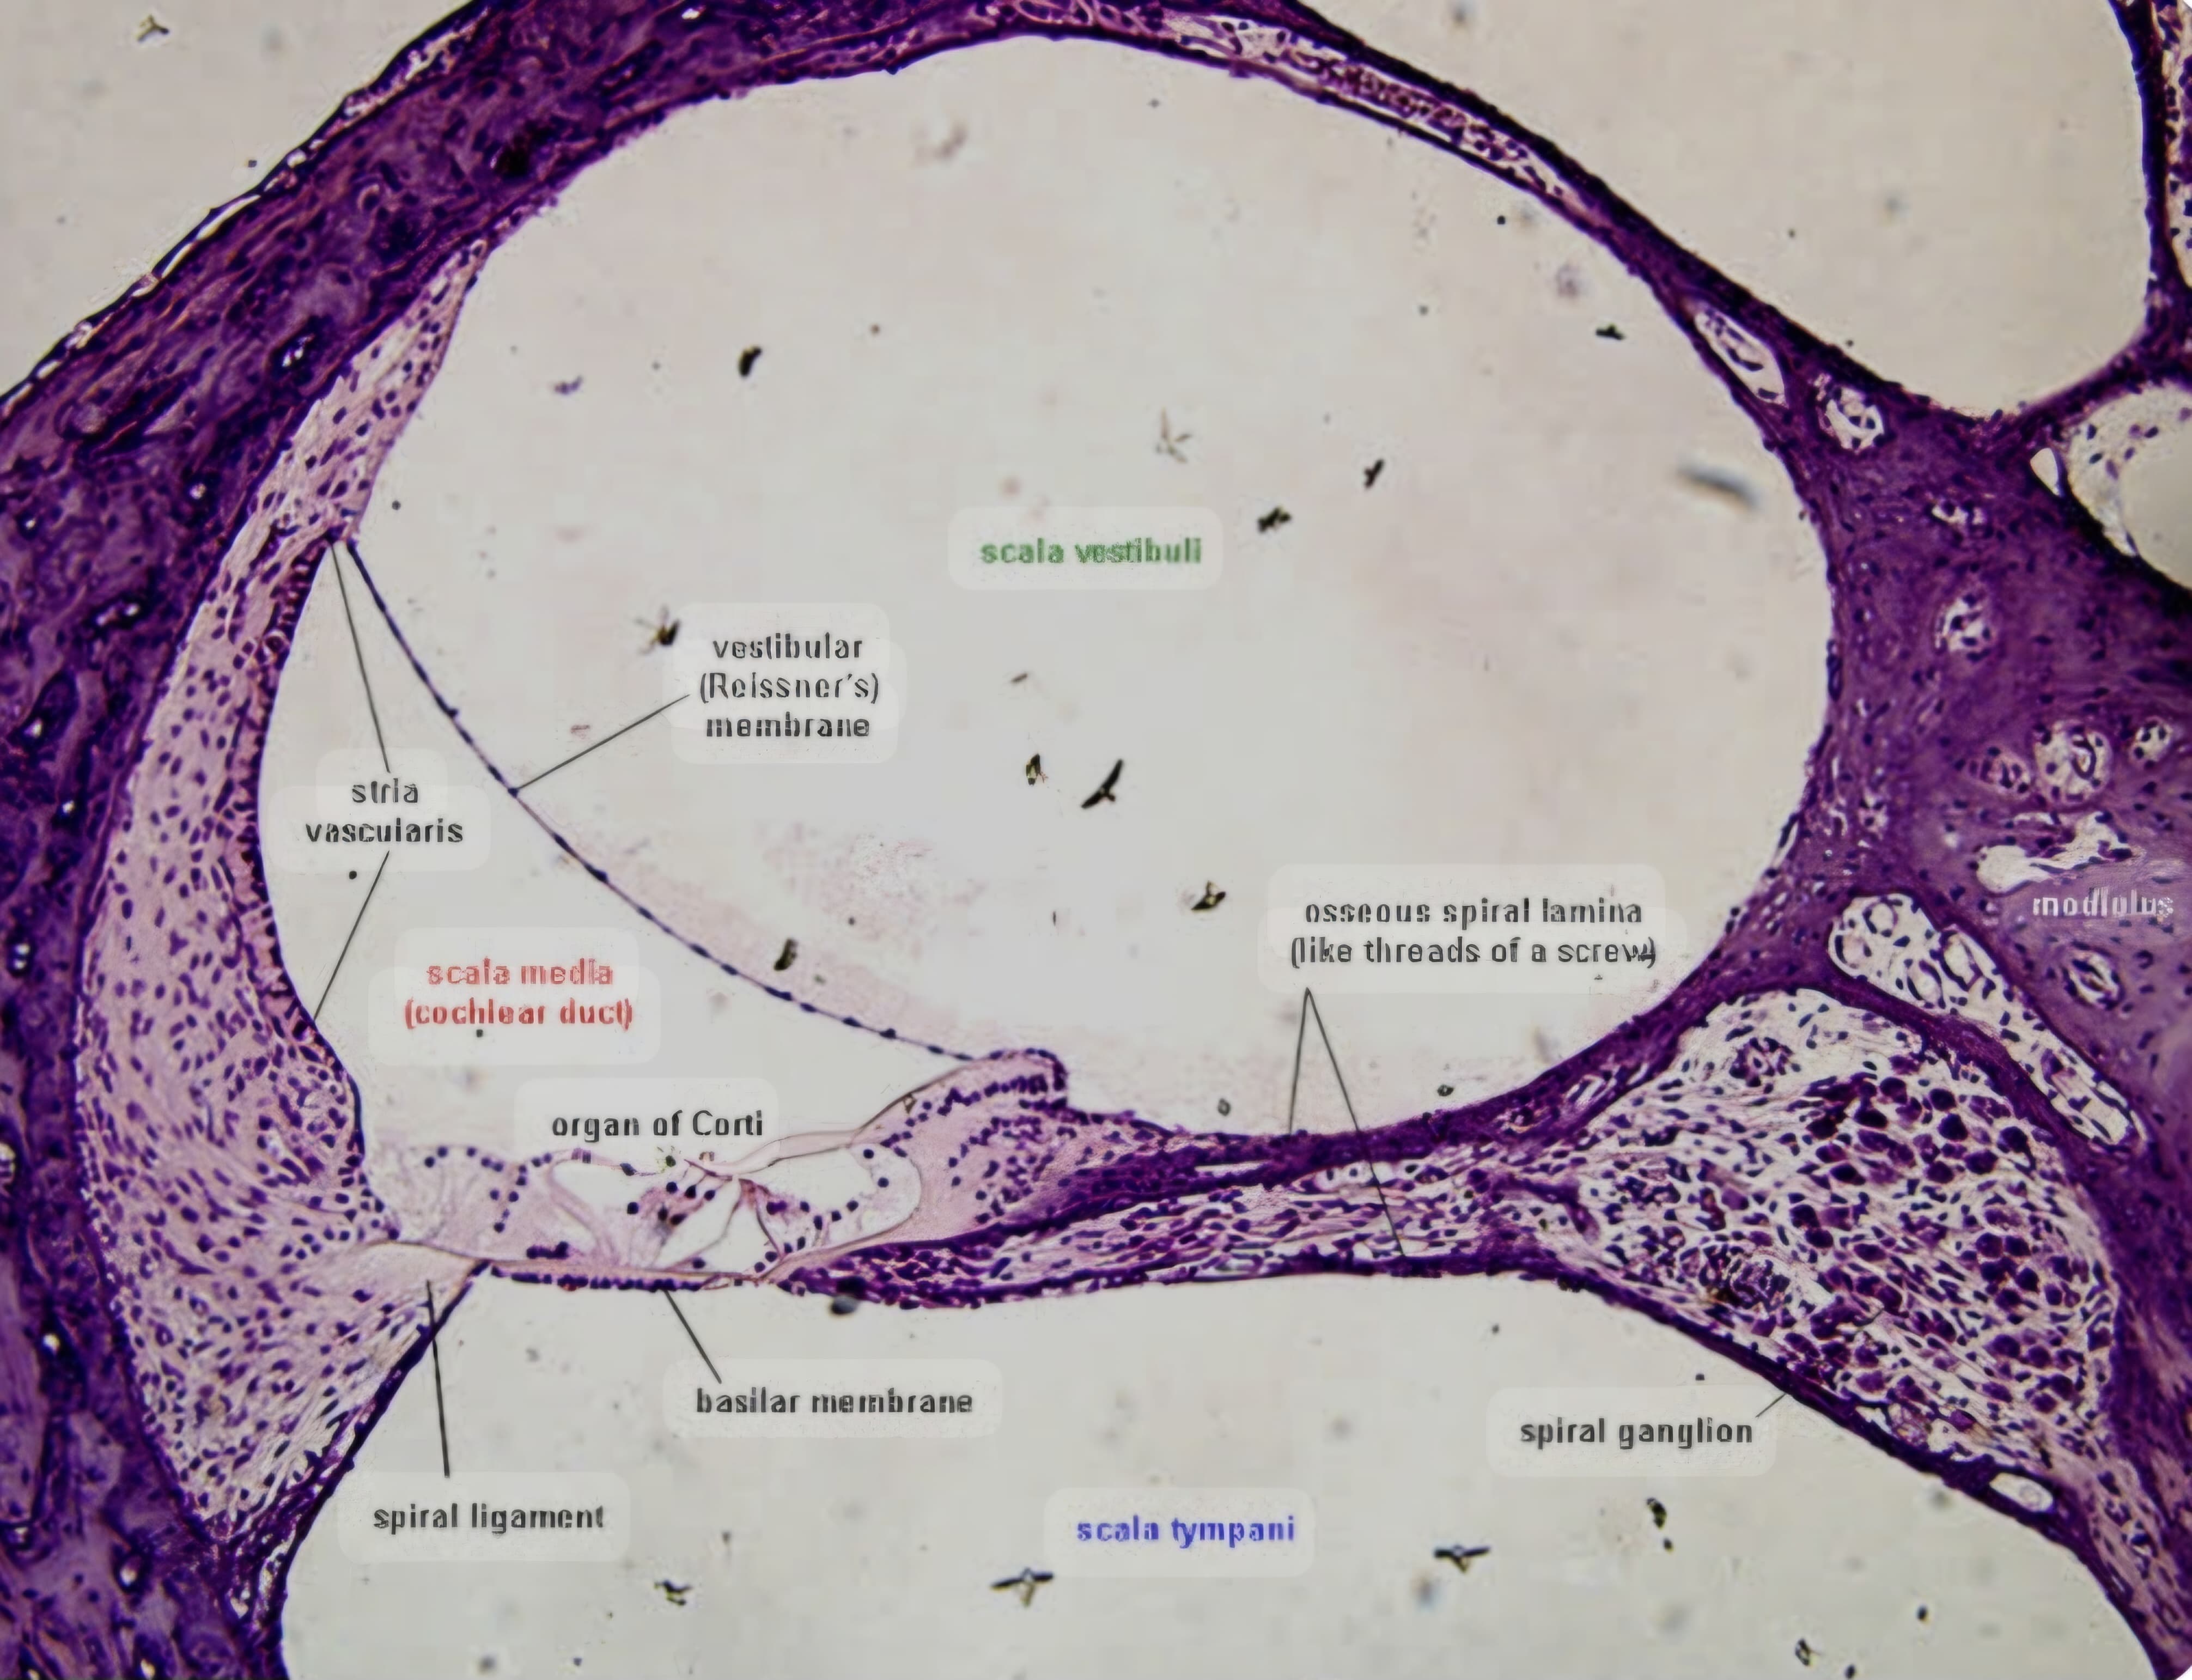 scala vestibuli
vestibular
(Reissner's)
membrane
stria
vascularis
osseous spiral lamina
(like threads of a screw)
modiolus
scala media
(cochlear duct)
organ of Corti
basilar membrane
spiral ganglion
spiral ligament
scala tympani